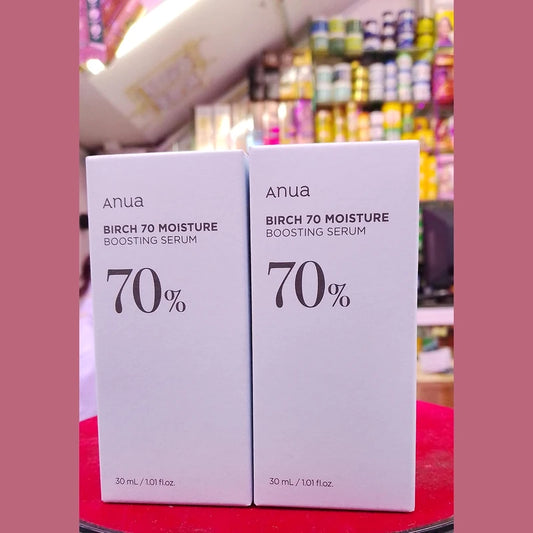 Anua
BIRCH 70 MOISTURE
BOOSTING SERUM
70%
30 mL / 1.01 fl.oz.
Anua
BIRCH 70 MOISTURE
BOOSTING SERUM
70%
30 mL / 1.01 fl.oz.